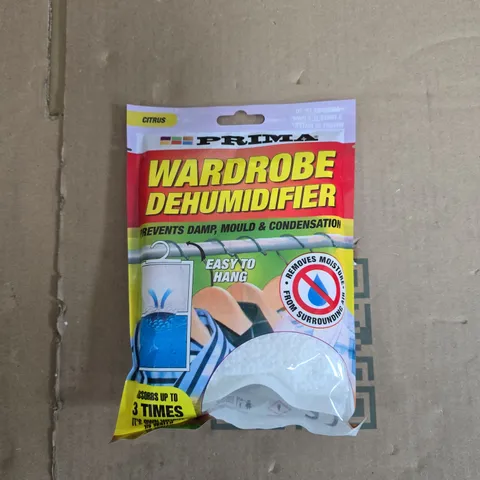 CITRUS
PRIMA
WARDROBE
DEHUMIDIFIER
PREVENTS DAMP, MOULD & CONDENSATION
EASY TO
HANG
REMOVES MOISTURE
FROM SURROUNDING AIR
ABSORBS UP TO
3 TIMES